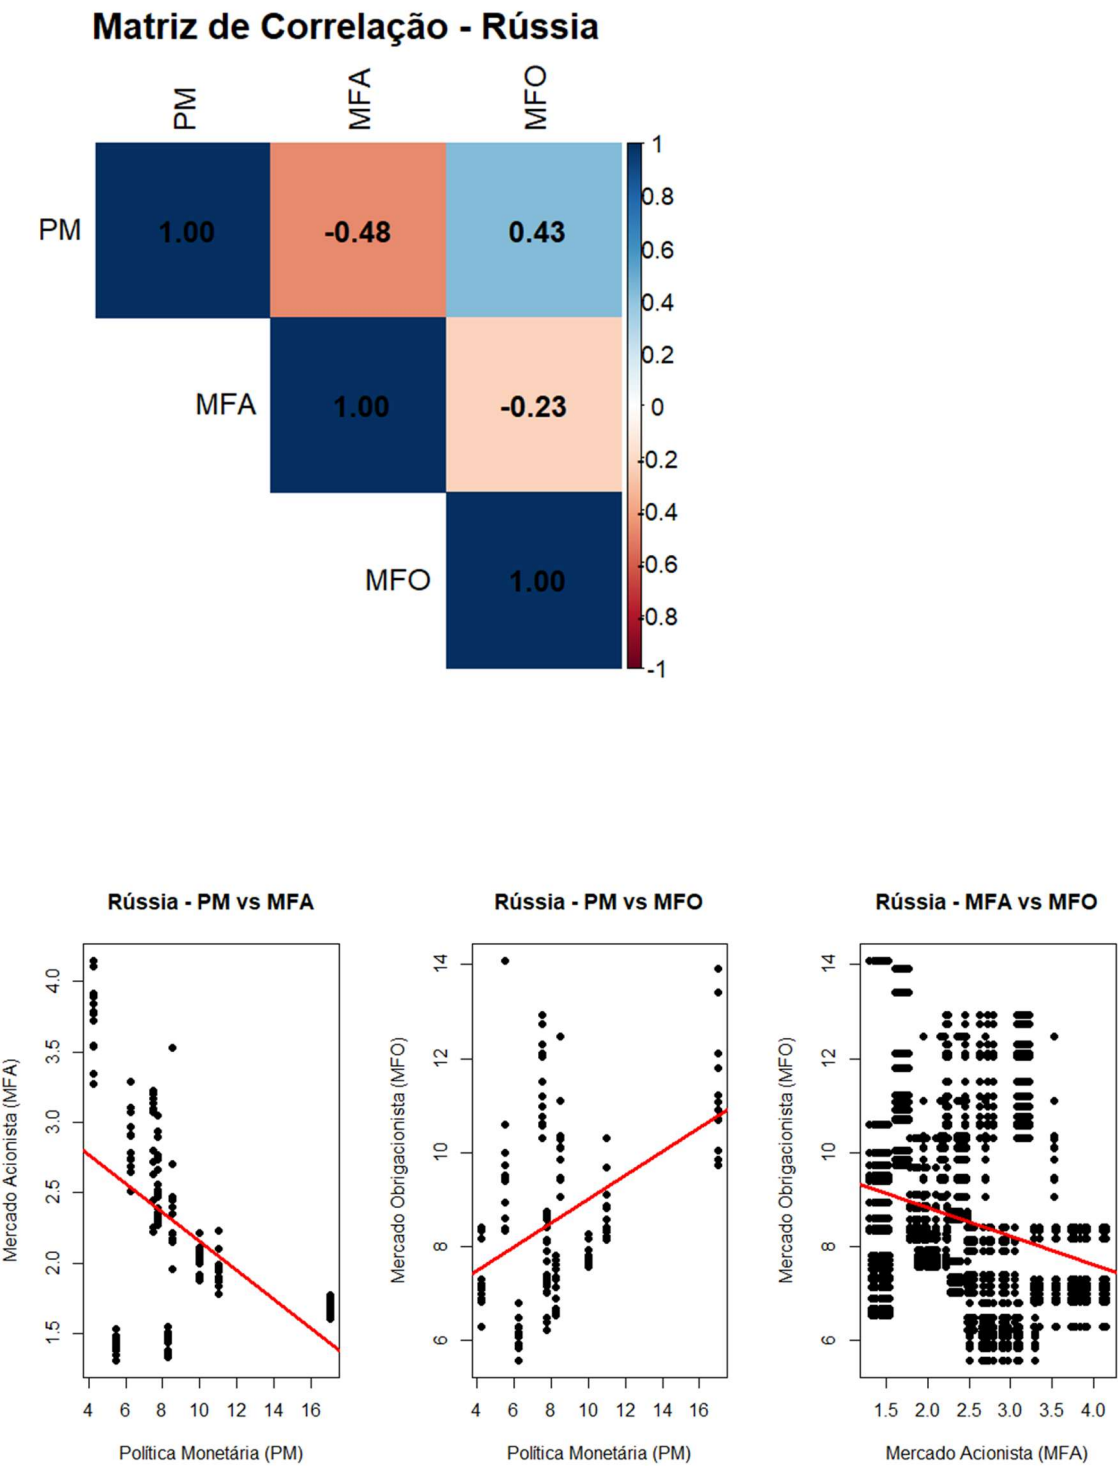 Matriz de Correlação - Rússia
PM
MFA
MFO
PM
1.00
-0.48
0.43
MFA
1.00
-0.23
MFO
1.00
1
0.8
0.6
0.4
0.2
0
-0.2
-0.4
-0.6
-0.8
-1
Rússia - PM vs MFA
Mercado Acionista (MFA)
4.0
3.5
3.0
2.5
2.0
1.5
4 6 8 10 12 14 16
Política Monetária (PM)
Rússia - PM vs MFO
Mercado Obrigacionista (MFO)
14
12
10
8
6
4 6 8 10 12 14 16
Política Monetária (PM)
Rússia - MFA vs MFO
Mercado Obrigacionista (MFO)
14
12
10
8
6
1.5 2.0 2.5 3.0 3.5 4.0
Mercado Acionista (MFA)